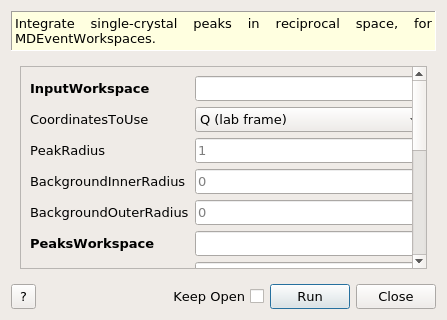 Integrate single-crystal peaks in reciprocal space, for
MDEventWorkspaces.
InputWorkspace
CoordinatesToUse Q (lab frame)
PeakRadius 1
BackgroundInnerRadius 0
BackgroundOuterRadius 0
PeaksWorkspace
? Keep Open Run Close